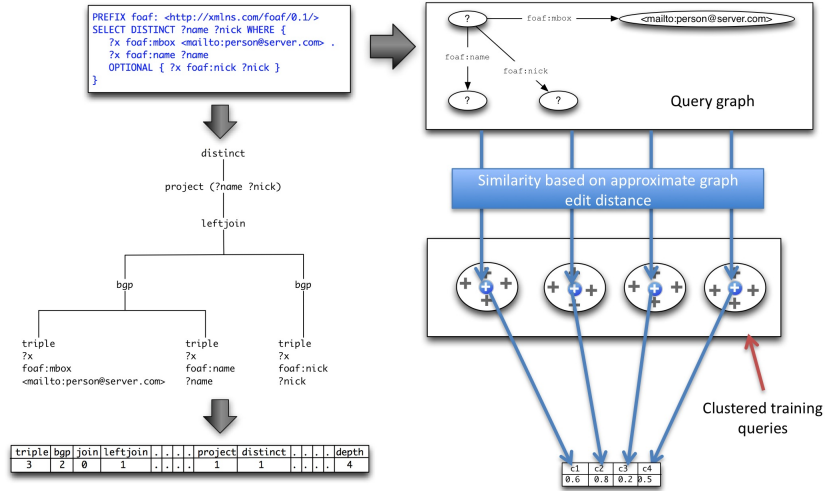 PREFIX foaf: <http://xmlns.com/foaf/0.1/>
SELECT DISTINCT ?name ?nick WHERE {
?x foaf:mbox <mailto:person@server.com> .
?x foaf:name ?name
OPTIONAL { ?x foaf:nick ?nick }
}
distinct
project (?name ?nick)
leftjoin
bgp bgp
triple triple triple
?x ?x ?x
foaf:mbox foaf:name foaf:nick
<mailto:person@server.com> ?name ?nick
triple bgp join leftjoin . . . . project distinct . . . . depth
3 2 0 1 . . . . 1 1 . . . . 4
? foaf:mbox <mailto:person@server.com>
foaf:name
foaf:nick
? ?
Query graph
Similarity based on approximate graph
edit distance
Clustered training
queries
c1 c2 c3 c4
0.6 0.8 0.2 0.5